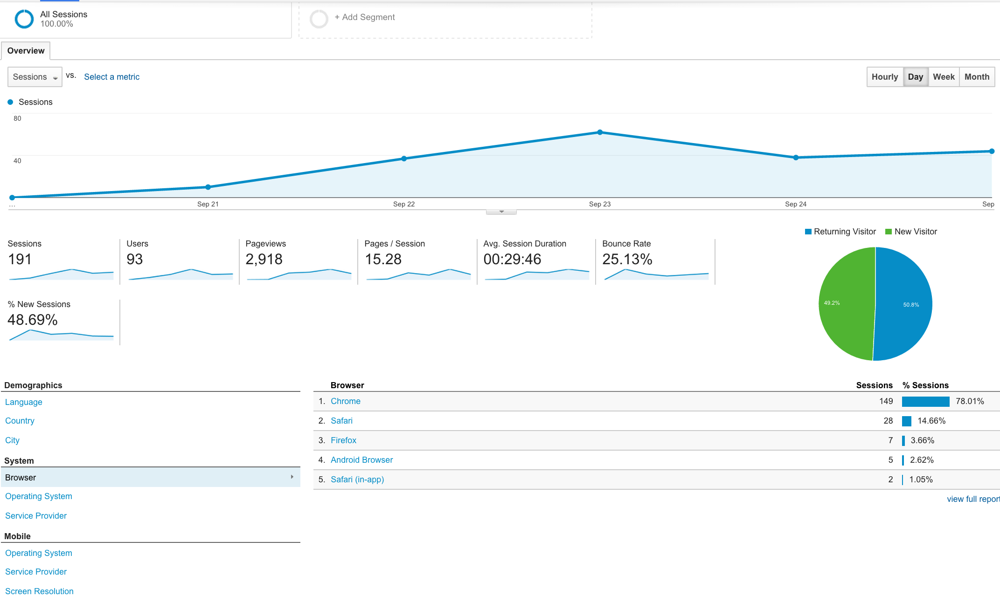 All Sessions
100.00%
+ Add Segment
Overview
Sessions vs. Select a metric
Hourly Day Week Month
Sessions
80
40
... Sep 21 Sep 22 Sep 23 Sep 24 Sep
Returning Visitor New Visitor
Sessions Users Pageviews Pages / Session Avg. Session Duration Bounce Rate
191 93 2,918 15.28 00:29:46 25.13%
% New Sessions
48.69%
49.2% 50.8%
Demographics
Language
Country
City
System
Browser
Operating System
Service Provider
Mobile
Operating System
Service Provider
Screen Resolution
Browser Sessions % Sessions
1. Chrome 149 78.01%
2. Safari 28 14.66%
3. Firefox 7 3.66%
4. Android Browser 5 2.62%
5. Safari (in-app) 2 1.05%
view full report